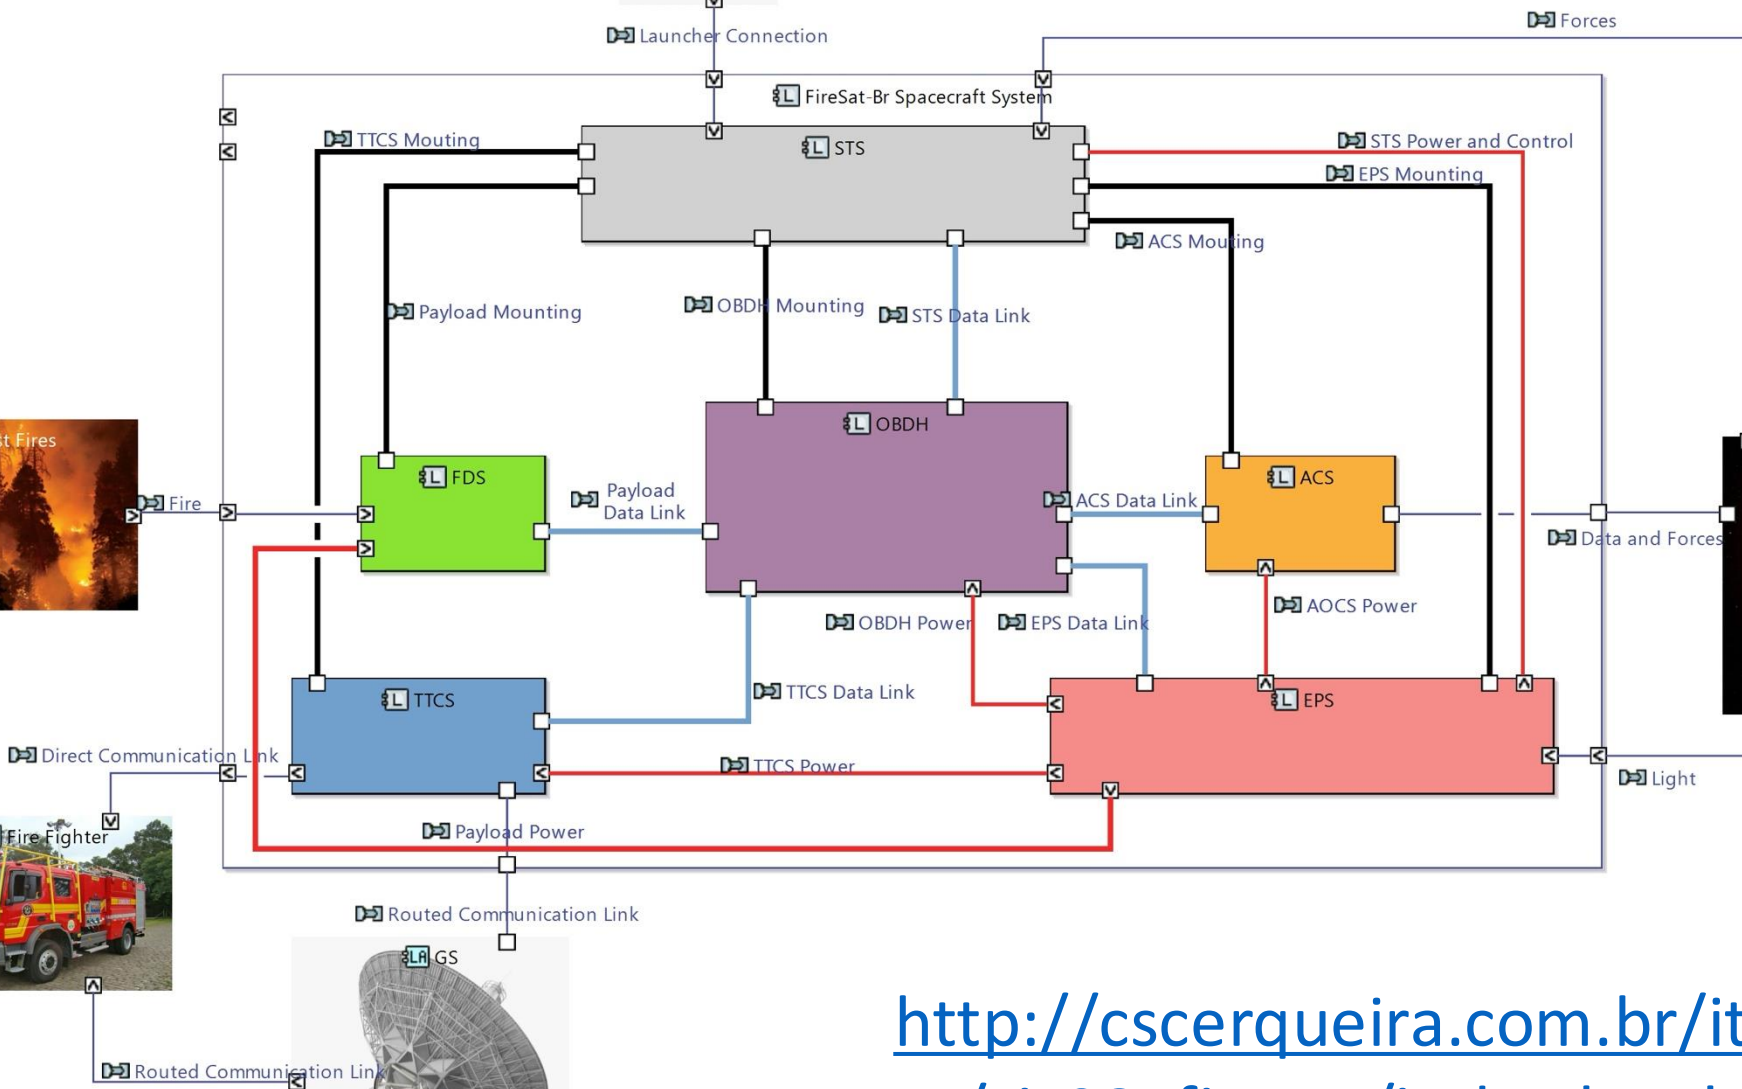 Launcher Connection
Forces
FireSat-Br Spacecraft System
TTCS Mouting
STS
STS Power and Control
EPS Mounting
ACS Mouting
Payload Mounting
OBDH Mounting
STS Data Link
OBDH
st Fires
FDS
ACS
Fire
Payload
Data Link
ACS Data Link
Data and Forces
OBDH Power
EPS Data Link
AOCS Power
TTCS
TTCS Data Link
EPS
Direct Communication Link
TTCS Power
Light
Fire Fighter
Payload Power
Routed Communication Link
GS
http://cscerqueira.com.br/it
Routed Communication Link